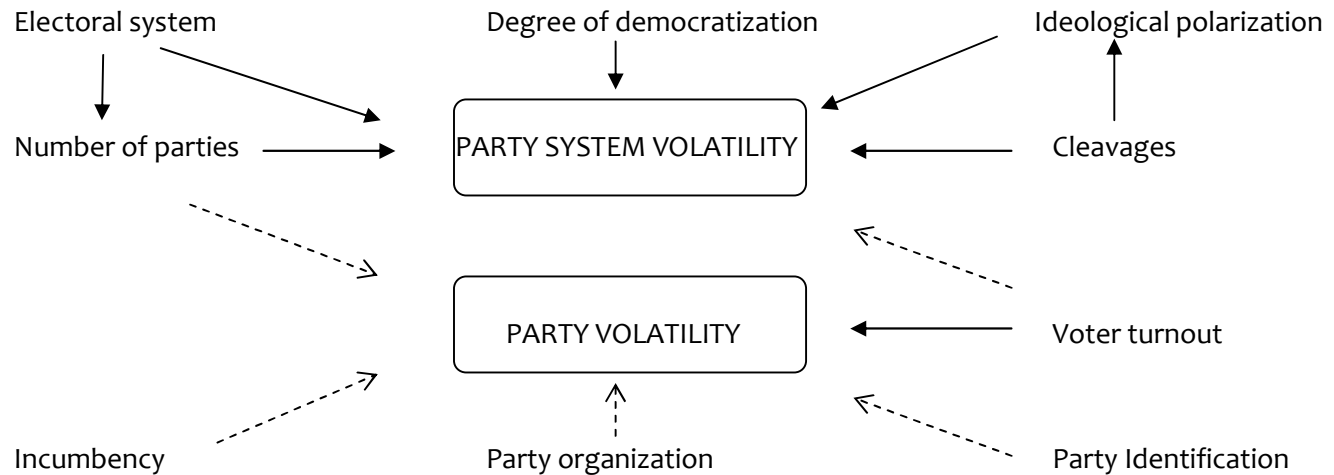 Electoral system
Degree of democratization
Ideological polarization
Number of parties
PARTY SYSTEM VOLATILITY
Cleavages
PARTY VOLATILITY
Voter turnout
Incumbency
Party organization
Party Identification